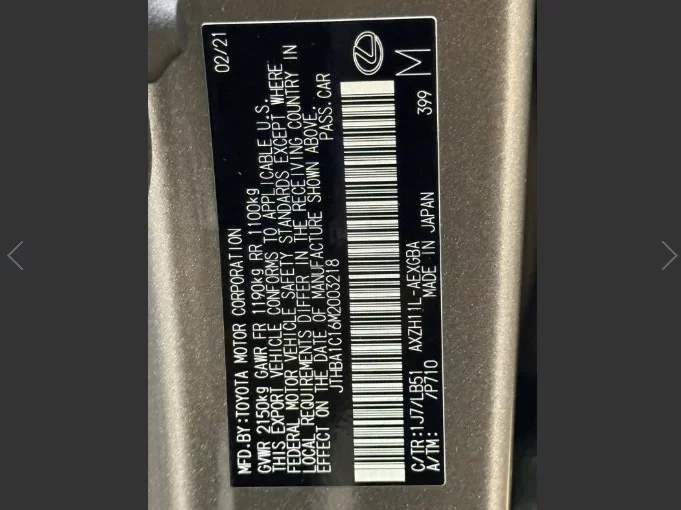 MFD.BY:TOYOTA MOTOR CORPORATION 02/21
GVWR 2150kg GAWR FR 1190kg RR 1100kg
THIS EXPORT VEHICLE CONFORMS TO APPLICABLE U.S.
FEDERAL MOTOR VEHICLE SAFETY STANDARDS EXCEPT WHERE
LOCAL REQUIREMENTS DIFFER IN THE RECEIVING COUNTRY IN
EFFECT ON THE DATE OF MANUFACTURE SHOWN ABOVE.
JTHBA1C16M2003218 PASS.CAR
C/TR:1J7/LB51 AXZH11L-AEXGBA 399 M
A/TM: /P710 MADE IN JAPAN